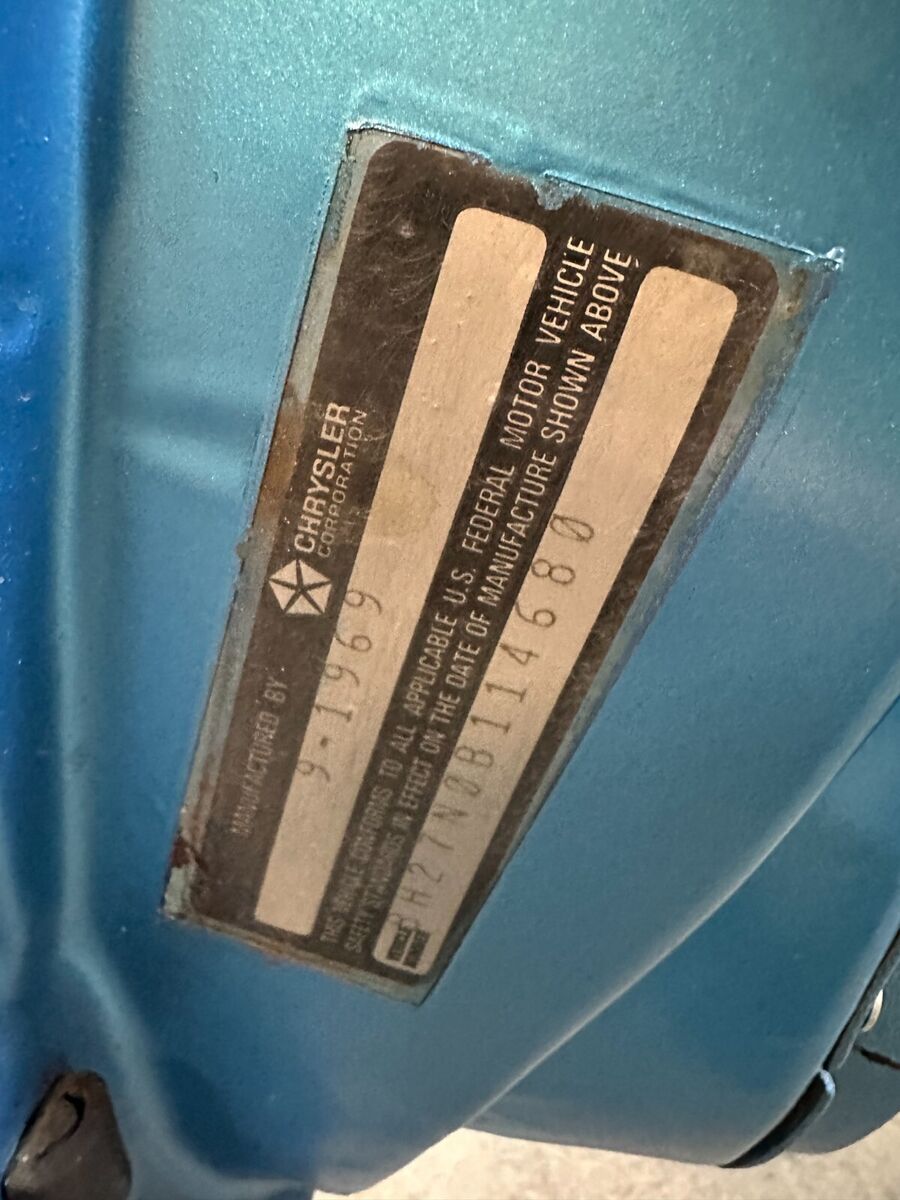 MANUFACTURED BY
CHRYSLER
CORPORATION
9-1969
THIS VEHICLE CONFORMS TO ALL APPLICABLE U.S. FEDERAL MOTOR VEHICLE
SAFETY STANDARDS IN EFFECT ON THE DATE OF MANUFACTURE SHOWN ABOVE
BH27N0B114680